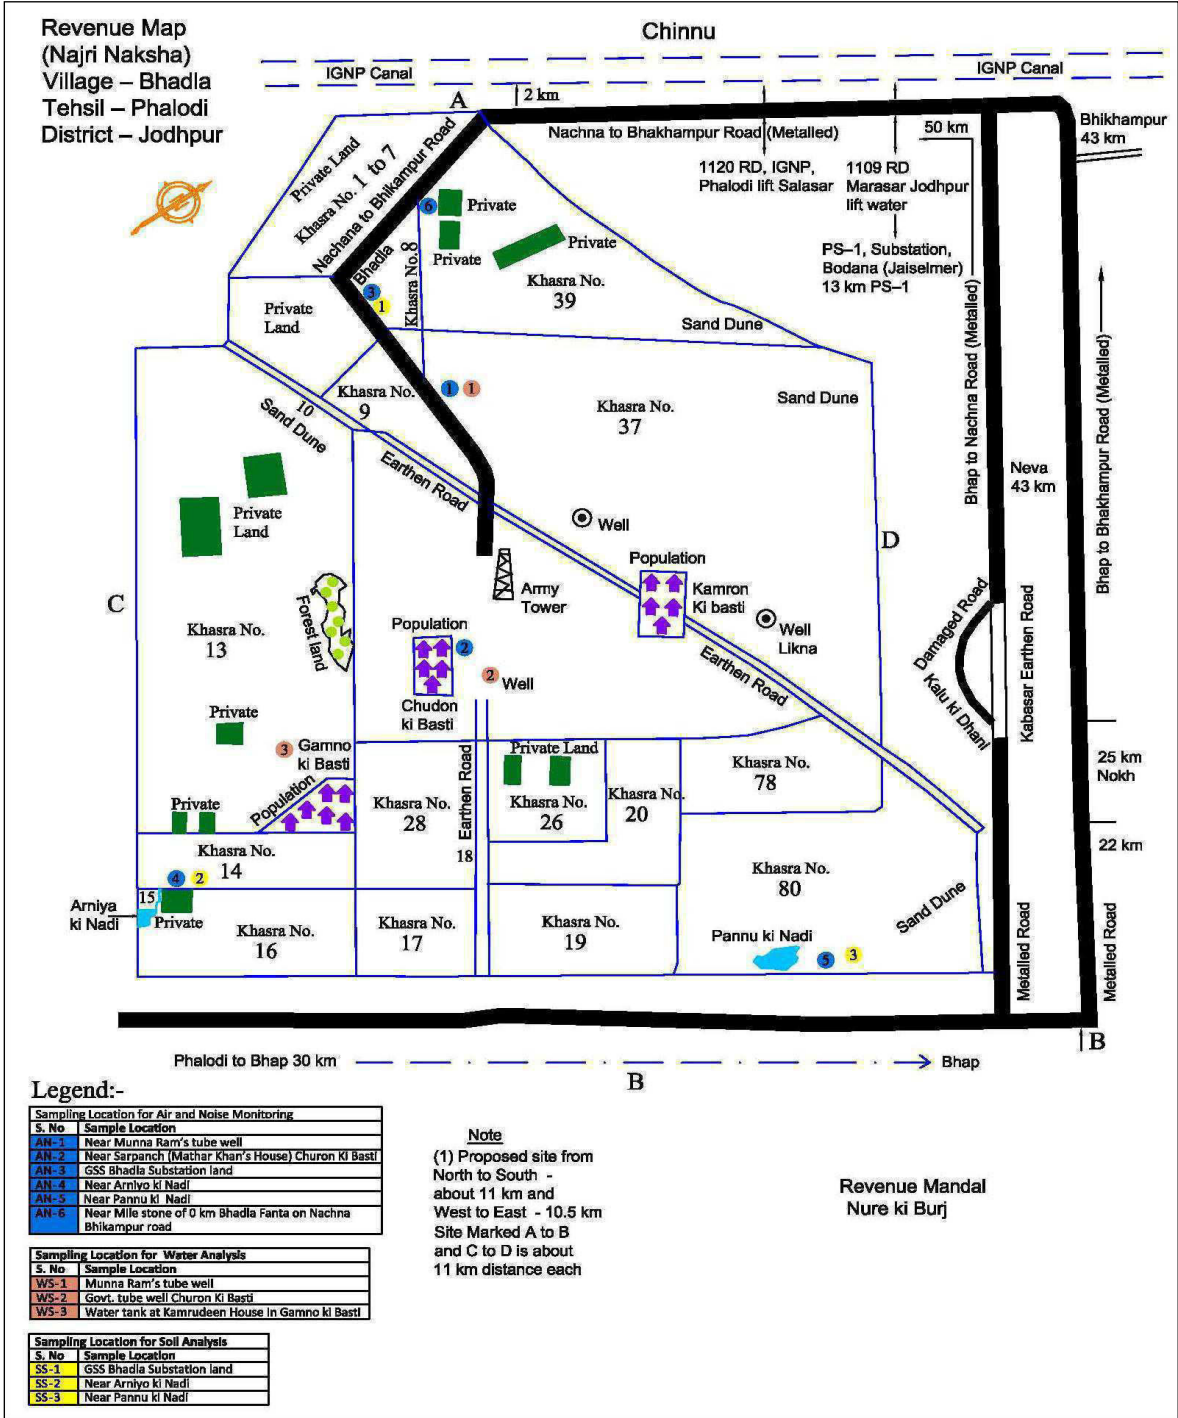 Revenue Map
(Najri Naksha)
Village – Bhadla
Tehsil – Phalodi
District – Jodhpur
Chinnu
IGNP Canal
IGNP Canal
2 km
A
Nachna to Bhakhampur Road (Metalled)
50 km
Bhikhampur
43 km
1120 RD, IGNP,
Phalodi lift Salasar
1109 RD
Marasar Jodhpur
lift water
PS–1, Substation,
Bodana (Jaiselmer)
13 km PS–1
Private Land
Khasra No. 1 to 7
Nachana to Bhikampur Road
Bhadla
Khasra No. 8
6
Private
Private
Private
Khasra No.
39
Sand Dune
3
1
Private
Land
10
Sand Dune
Khasra No.
9
1
1
Khasra No.
37
Sand Dune
Bhap to Nachna Road (Metalled)
Bhap to Bhakhampur Road (Metalled)
Neva
43 km
Earthen Road
Well
Private
Land
Army
Tower
Population
Kamron
Ki basti
D
C
Forest land
Khasra No.
13
Population
2
Chudon
ki Basti
2
Well
Well
Likna
Earthen Road
Damaged Road
Kalu ki Dhani
Kabasar Earthen Road
Private
3
Gamno
ki Basti
Population
Private
Khasra No.
28
Earthen Road
18
Private Land
Khasra No.
26
Khasra No.
20
Khasra No.
78
25 km
Nokh
22 km
Khasra No.
14
4
2
15
Private
Arniya
ki Nadi
Khasra No.
16
Khasra No.
17
Khasra No.
19
Khasra No.
80
Sand Dune
Pannu ki Nadi
5
3
Metalled Road
Metalled Road
Phalodi to Bhap 30 km
Bhap
B
B
Legend:-
Sampling Location for Air and Noise Monitoring
S. No Sample Location
AN-1 Near Munna Ram's tube well
AN-2 Near Sarpanch (Mathar Khan's House) Churon Ki Basti
AN-3 GSS Bhadla Substation land
AN-4 Near Arniyo ki Nadi
AN-5 Near Pannu ki Nadi
AN-6 Near Mile stone of 0 km Bhadla Fanta on Nachna
Bhikampur road
Sampling Location for Water Analysis
S. No Sample Location
WS-1 Munna Ram's tube well
WS-2 Govt. tube well Churon Ki Basti
WS-3 Water tank at Kamrudeen House in Gamno ki Basti
Sampling Location for Soil Analysis
S. No Sample Location
SS-1 GSS Bhadla Substation land
SS-2 Near Arniyo ki Nadi
SS-3 Near Pannu ki Nadi
Note
(1) Proposed site from
North to South -
about 11 km and
West to East - 10.5 km
Site Marked A to B
and C to D is about
11 km distance each
Revenue Mandal
Nure ki Burj